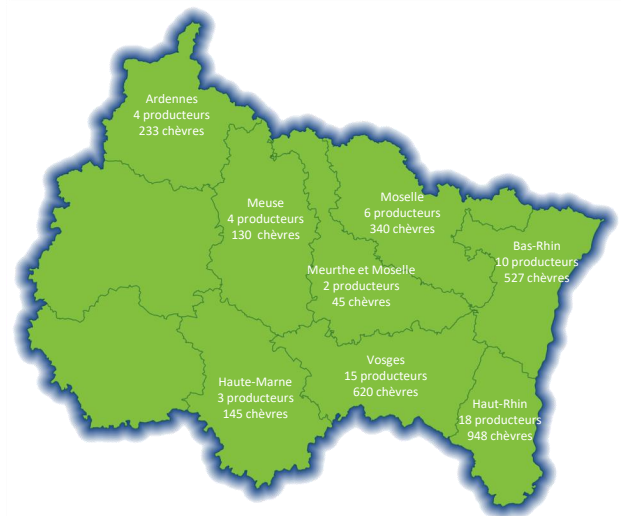 Ardennes
4 producteurs
233 chèvres
Meuse
4 producteurs
130 chèvres
Moselle
6 producteurs
340 chèvres
Bas-Rhin
10 producteurs
527 chèvres
Meurthe et Moselle
2 producteurs
45 chèvres
Vosges
15 producteurs
620 chèvres
Haute-Marne
3 producteurs
145 chèvres
Haut-Rhin
18 producteurs
948 chèvres